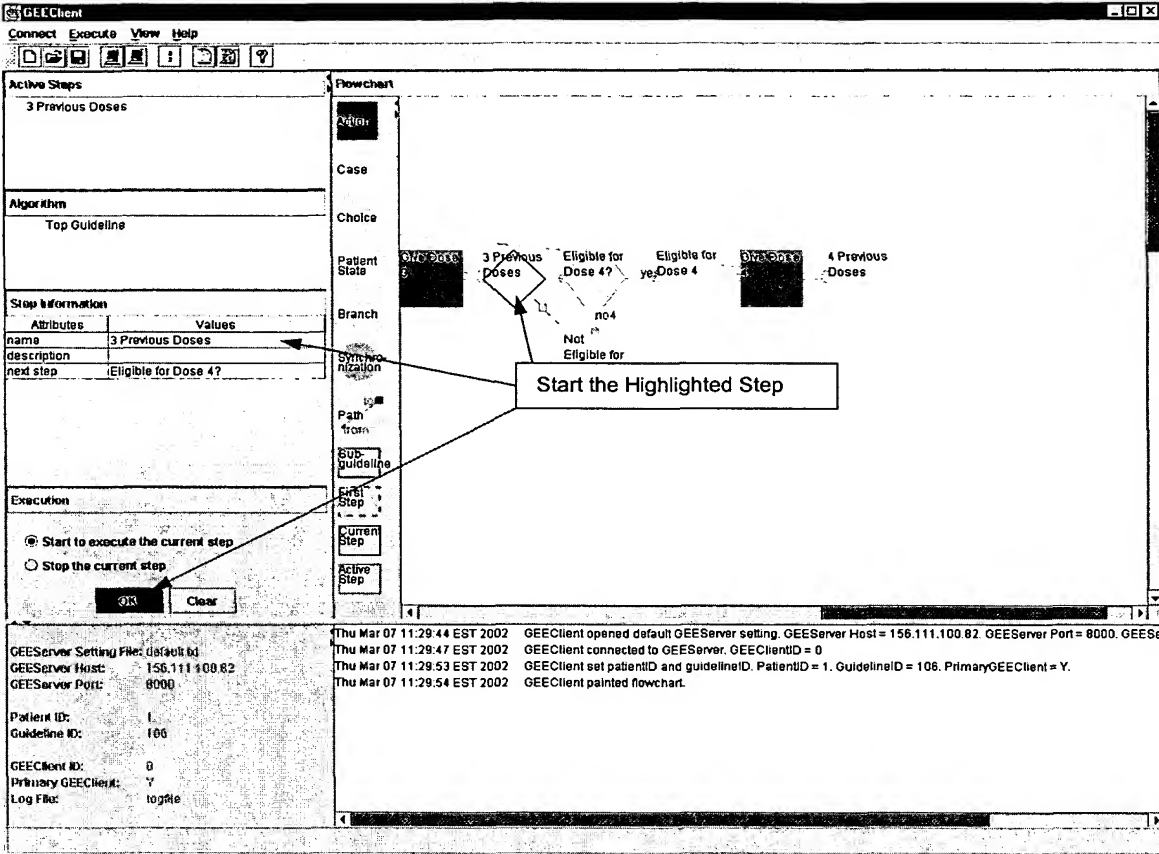 GEEClient
Connect Execute View Help
Active Steps
3 Previous Doses
Algorithm
Top Guideline
Step Information
Attributes Values
name 3 Previous Doses
description
next step Eligible for Dose 4?
Execution
Start to execute the current step
Stop the current step
OK Clear
Flowchart
Action
Case
Choice
Patient
State
Branch
Synchro-
nization
Path
from
Sub-
guideline
First
Step
Current
Step
Active
Step
Give Dose
3
3 Previous
Doses
Eligible for
Dose 4?
yes
Eligible for
Dose 4
Give Dose
4 Previous
Doses
no4
Not
Eligible for
Start the Highlighted Step
GEEServer Setting File: default.txt
GEEServer Host: 156.111.100.82
GEEServer Port: 8000
Patient ID: 1
Guideline ID: 106
GEEClient ID: 0
Primary GEEClient: Y
Log File: logfile
Thu Mar 07 11:29:44 EST 2002 GEEClient opened default GEEServer setting. GEEServer Host = 156.111.100.82. GEEServer Port = 8000. GEESe
Thu Mar 07 11:29:47 EST 2002 GEEClient connected to GEEServer. GEEClientID = 0
Thu Mar 07 11:29:53 EST 2002 GEEClient set patientID and guidelineID. PatientID = 1. GuidelineID = 106. PrimaryGEEClient = Y.
Thu Mar 07 11:29:54 EST 2002 GEEClient painted flowchart.